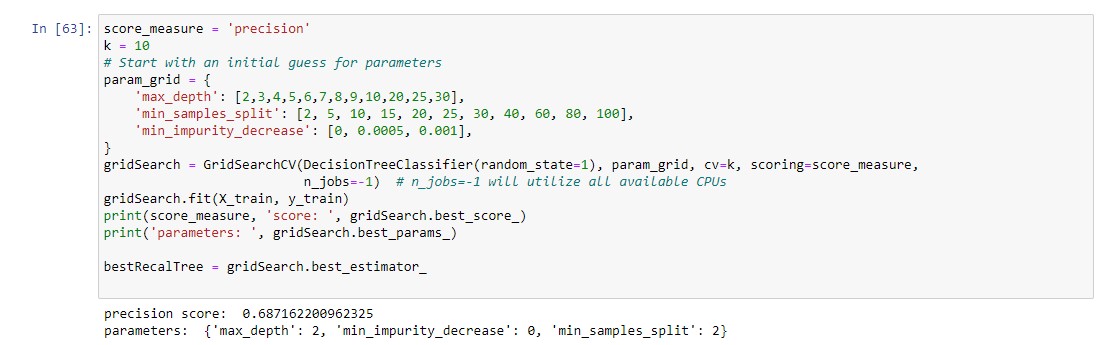 In [63]: score_measure = 'precision'
k = 10
# Start with an initial guess for parameters
param_grid = {
    'max_depth': [2,3,4,5,6,7,8,9,10,20,25,30],
    'min_samples_split': [2, 5, 10, 15, 20, 25, 30, 40, 60, 80, 100],
    'min_impurity_decrease': [0, 0.0005, 0.001],
}
gridSearch = GridSearchCV(DecisionTreeClassifier(random_state=1), param_grid, cv=k, scoring=score_measure,
                          n_jobs=-1)  # n_jobs=-1 will utilize all available CPUs
gridSearch.fit(X_train, y_train)
print(score_measure, 'score: ', gridSearch.best_score_)
print('parameters: ', gridSearch.best_params_)
bestRecalTree = gridSearch.best_estimator_
precision score:  0.687162200962325
parameters:  {'max_depth': 2, 'min_impurity_decrease': 0, 'min_samples_split': 2}